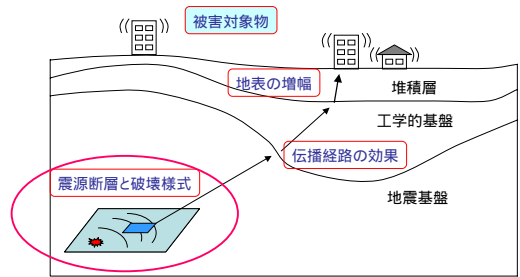 被害対象物
地表の増幅
堆積層
工学的基盤
伝播経路の効果
震源断層と破壊様式
地震基盤